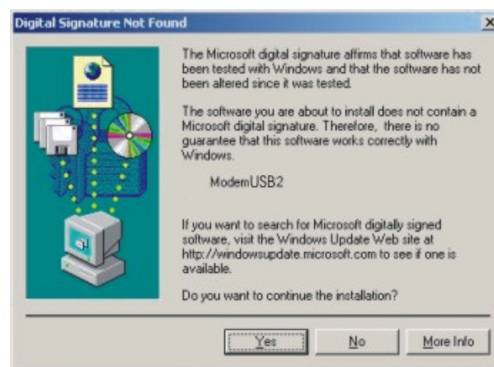 Digital Signature Not Found
The Microsoft digital signature affirms that software has
been tested with Windows and that the software has not
been altered since it was tested.
The software you are about to install does not contain a
Microsoft digital signature. Therefore, there is no
guarantee that this software works correctly with
Windows.
ModemUSB2
If you want to search for Microsoft digitally signed
software, visit the Windows Update Web site at
http://windowsupdate.microsoft.com to see if one is
available.
Do you want to continue the installation?
Yes No More Info